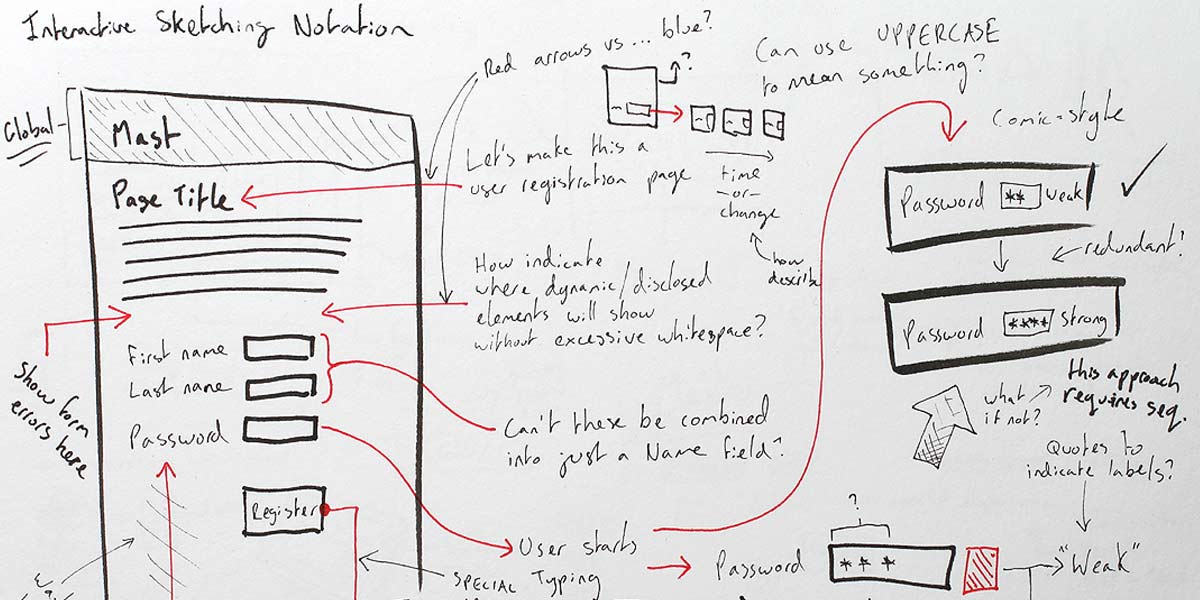 Interactive Sketching Notation
Red arrows vs ... blue?
?
Can use UPPERCASE
to mean something?
Global
Mast
Page Title
Let's make this a
user registration page
time
-or-
change
how
describe
Comic-style
Password ** weak
redundant?
Password **** strong
How indicate
where dynamic/disclosed
elements will show
without excessive whitespace?
Show form
errors here
First name
Last name
Password
Register
Can't these be combined
into just a Name field?
what
if not?
this approach
requires seq.
Quotes to
indicate labels?
User starts
SPECIAL Typing
?
Password * * *
"Weak"